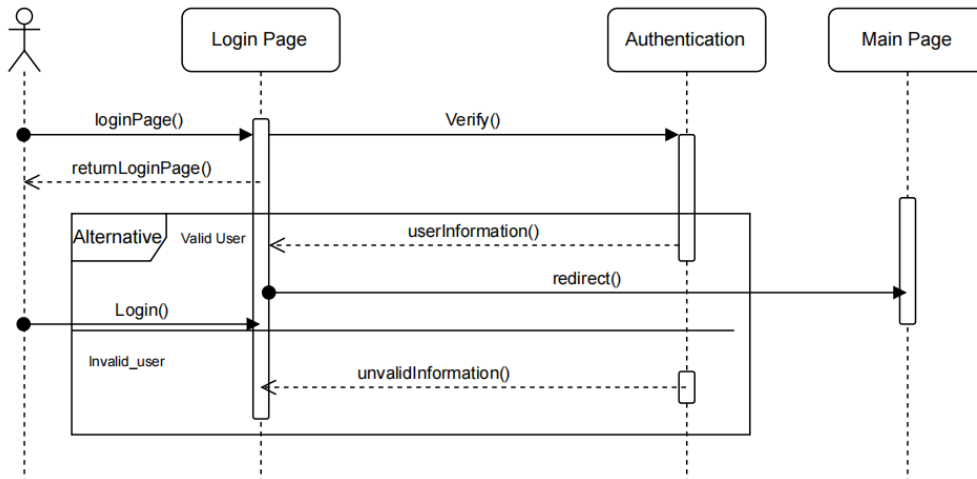 Login Page
Authentication
Main Page
loginPage()
Verify()
returnLoginPage()
Alternative
Valid User
userInformation()
redirect()
Login()
Invalid_user
unvalidInformation()